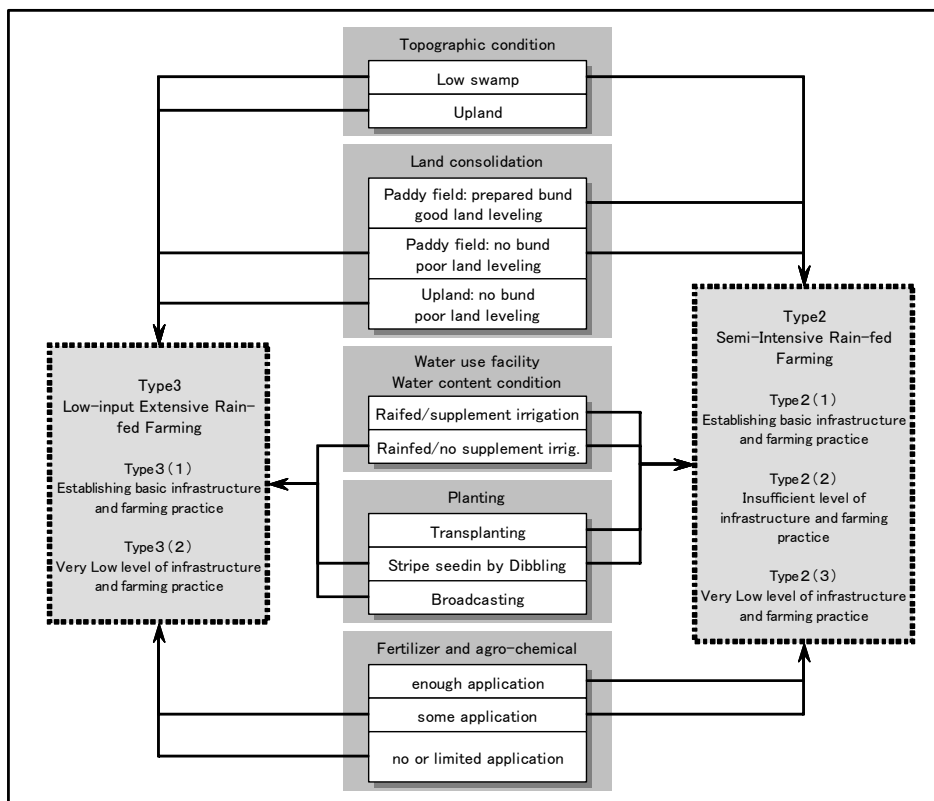 Topographic condition
Low swamp
Upland
Land consolidation
Paddy field: prepared bund
good land leveling
Paddy field: no bund
poor land leveling
Upland: no bund
poor land leveling
Water use facility
Water content condition
Raifed/supplement irrigation
Rainfed/no supplement irrig.
Planting
Transplanting
Stripe seedin by Dibbling
Broadcasting
Fertilizer and agro-chemical
enough application
some application
no or limited application
Type3
Low-input Extensive Rain-
fed Farming
Type3(1)
Establishing basic infrastructure
and farming practice
Type3(2)
Very Low level of infrastructure
and farming practice
Type2
Semi-Intensive Rain-fed
Farming
Type2(1)
Establishing basic infrastructure
and farming practice
Type2(2)
Insufficient level of
infrastructure and farming
practice
Type2(3)
Very Low level of infrastructure
and farming practice